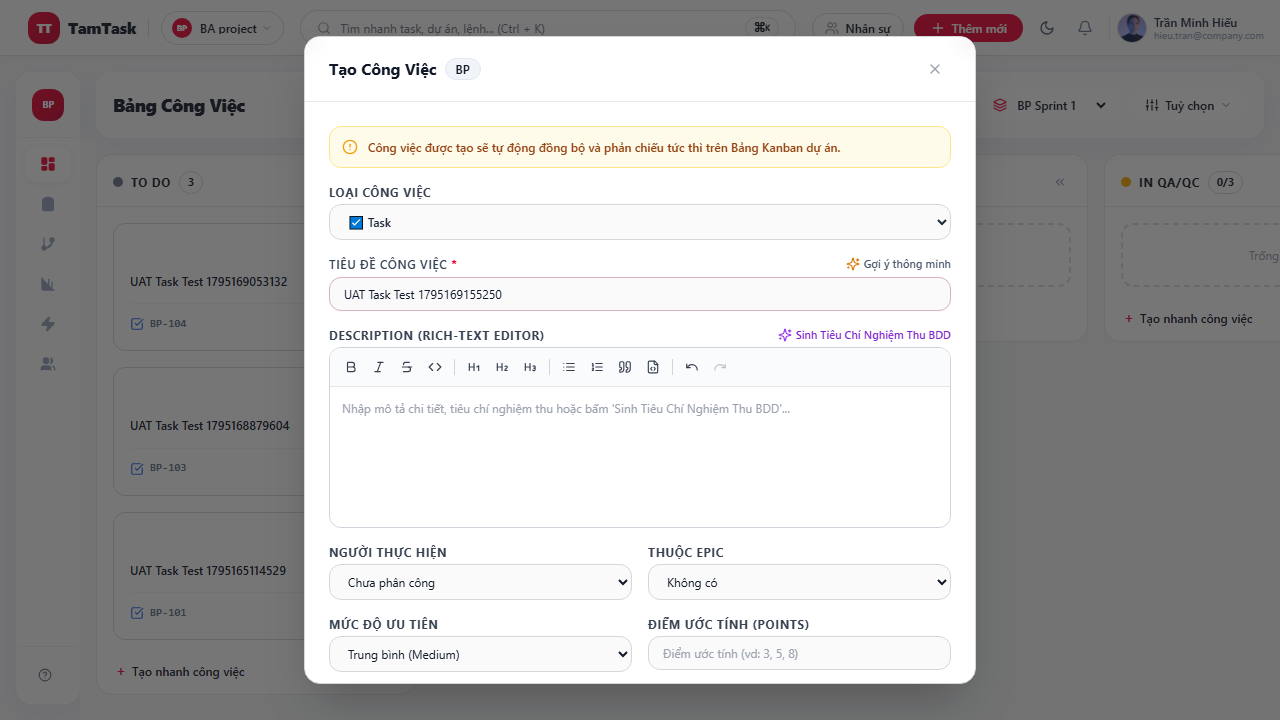 TT
TamTask
BP
BA project
Tìm nhanh task, dự án, lệnh... (Ctrl + K)
⌘K
Nhân sự
+ Thêm mới
Trần Minh Hiếu
hieu.tran@company.com
BP
Bảng Công Việc
BP Sprint 1
Tuỳ chọn
TO DO 3
UAT Task Test 1795169053132
BP-104
UAT Task Test 1795168879604
BP-103
UAT Task Test 1795165114529
BP-101
+ Tạo nhanh công việc
IN QA/QC 0/3
Trống
+ Tạo nhanh công việc
Tạo Công Việc BP
Công việc được tạo sẽ tự động đồng bộ và phản chiếu tức thì trên Bảng Kanban dự án.
LOẠI CÔNG VIỆC
Task
TIÊU ĐỀ CÔNG VIỆC *
Gợi ý thông minh
UAT Task Test 1795169155250
DESCRIPTION (RICH-TEXT EDITOR)
Sinh Tiêu Chí Nghiệm Thu BDD
B I S <> H1 H2 H3
Nhập mô tả chi tiết, tiêu chí nghiệm thu hoặc bấm 'Sinh Tiêu Chí Nghiệm Thu BDD'...
NGƯỜI THỰC HIỆN
Chưa phân công
THUỘC EPIC
Không có
MỨC ĐỘ ƯU TIÊN
Trung bình (Medium)
ĐIỂM ƯỚC TÍNH (POINTS)
Điểm ước tính (vd: 3, 5, 8)